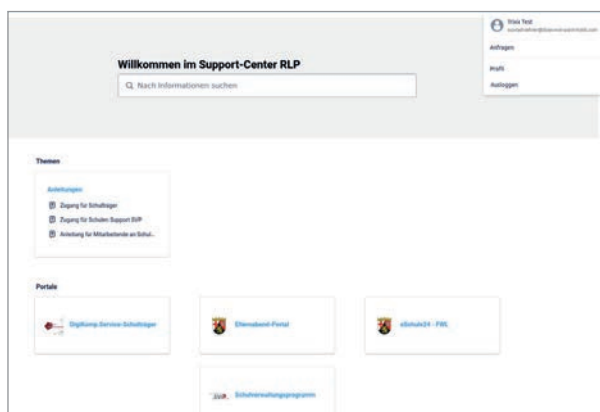 Trixis Test
Anfragen
Profil
Ausloggen
Willkommen im Support-Center RLP
Nach Informationen suchen
Themen
Anleitungen
Zugang für Schulträger
Zugang für Schulen Support SVP
Anleitung für Mitarbeitende an Schul...
Portale
DigiKomp-Service-Schulträger
Elternabend-Portal
eSchule24 - FWL
Schulverwaltungsprogramm